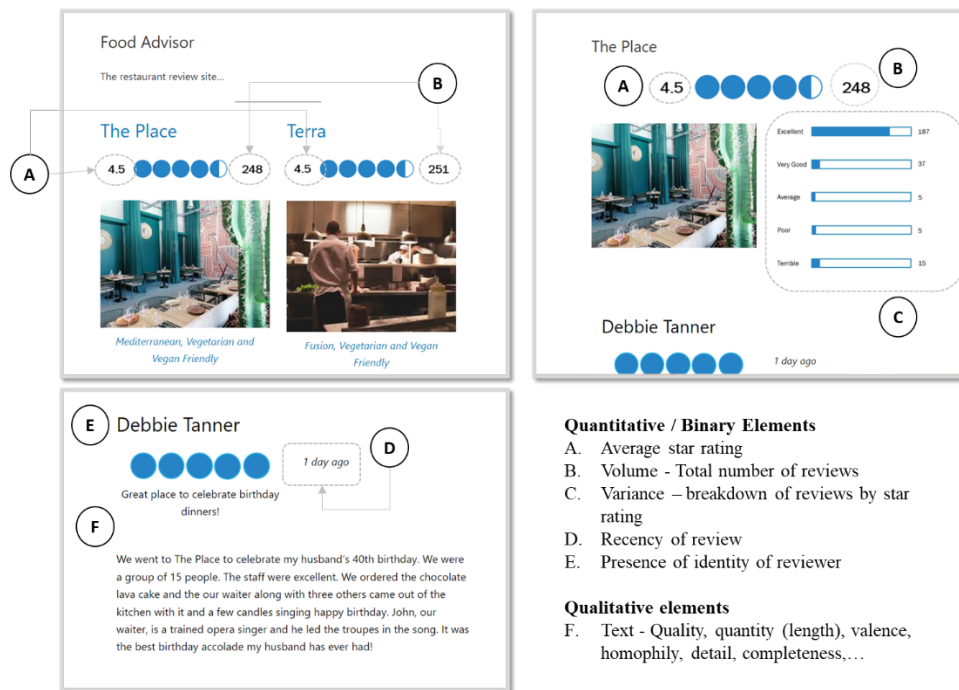 Food Advisor
The restaurant review site...
B
The Place
Terra
A
4.5
248
4.5
251
Mediterranean, Vegetarian and
Vegan Friendly
Fusion, Vegetarian and Vegan
Friendly
The Place
A
4.5
248
B
Excellent 187
Very Good 37
Average 5
Poor 5
Terrible 15
C
Debbie Tanner
1 day ago
E
Debbie Tanner
1 day ago
D
Great place to celebrate birthday
dinners!
F
We went to The Place to celebrate my husband's 40th birthday. We were
a group of 15 people. The staff were excellent. We ordered the chocolate
lava cake and the our waiter along with three others came out of the
kitchen with it and a few candles singing happy birthday. John, our
waiter, is a trained opera singer and he led the troupes in the song. It was
the best birthday accolade my husband has ever had!
Quantitative / Binary Elements
A. Average star rating
B. Volume - Total number of reviews
C. Variance – breakdown of reviews by star
rating
D. Recency of review
E. Presence of identity of reviewer
Qualitative elements
F. Text - Quality, quantity (length), valence,
homophily, detail, completeness,...